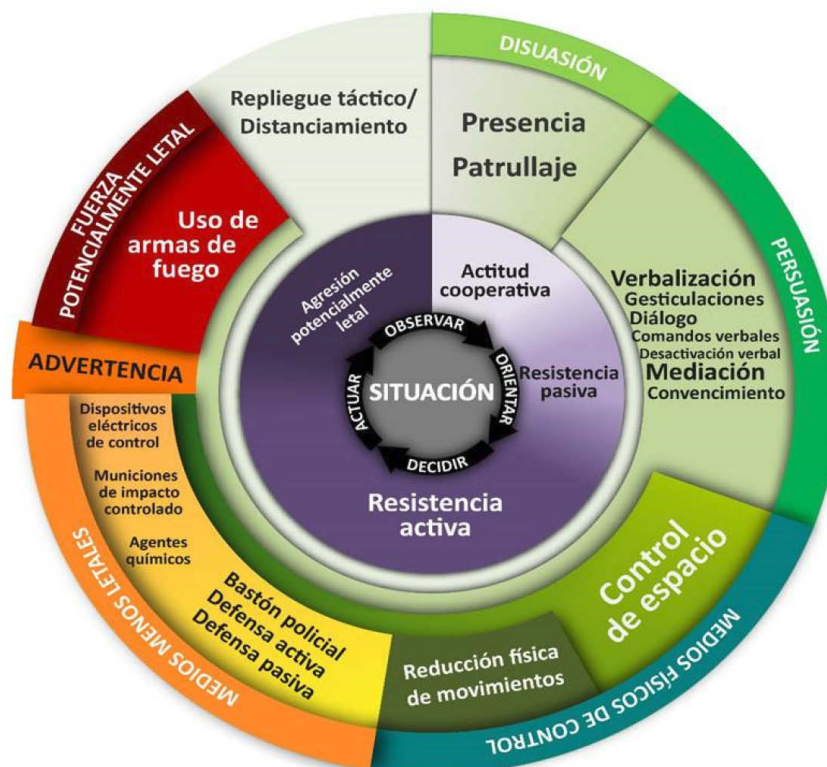 DISUASIÓN
Presencia
Patrullaje
PERSUASIÓN
Verbalización
Gesticulaciones
Diálogo
Comandos verbales
Desactivación verbal
Mediación
Convencimiento
MEDIOS FÍSICOS DE CONTROL
Control
de espacio
Reducción física
de movimientos
MEDIOS MENOS LETALES
Bastón policial
Defensa activa
Defensa pasiva
Agentes
químicos
Municiones
de impacto
controlado
Dispositivos
eléctricos
de control
ADVERTENCIA
FUERZA
POTENCIALMENTE LETAL
Uso de
armas de
fuego
Repliegue táctico/
Distanciamiento
Actitud
cooperativa
Resistencia
pasiva
Resistencia
activa
Agresión
potencialmente
letal
OBSERVAR
ORIENTAR
DECIDIR
ACTUAR
SITUACIÓN